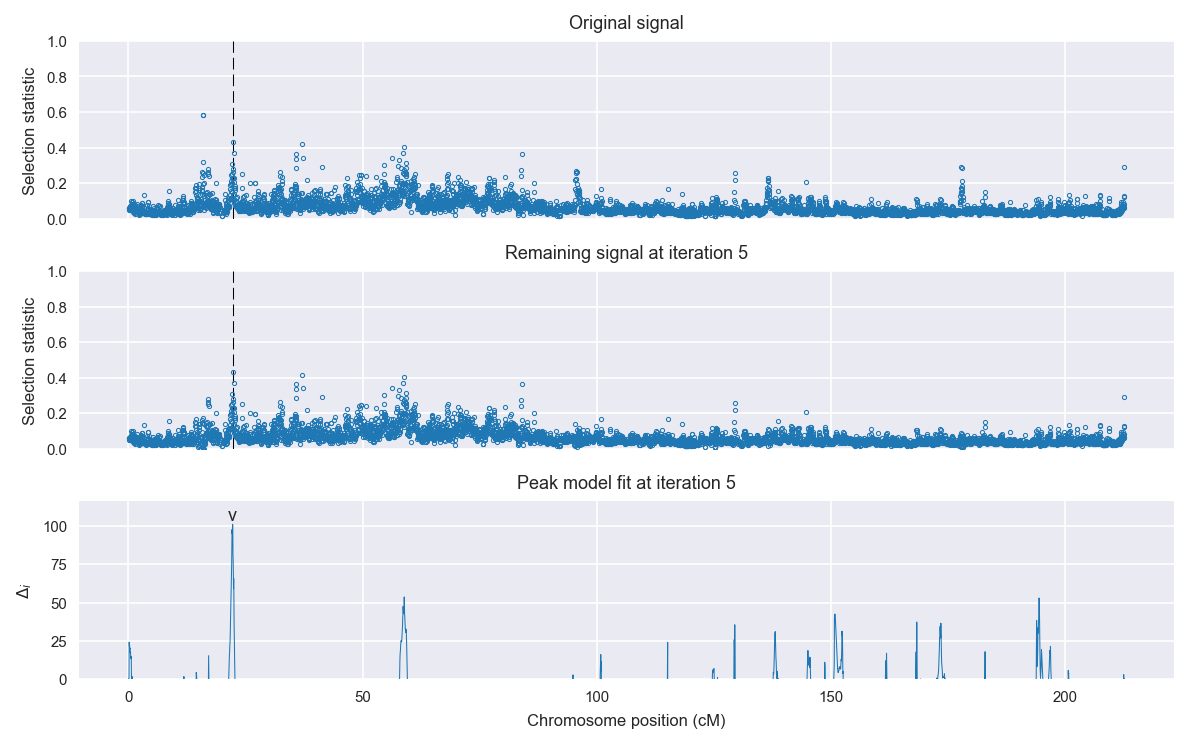 Original signal
1.0
0.8
0.6
0.4
0.2
0.0
Selection statistic
Remaining signal at iteration 5
1.0
0.8
0.6
0.4
0.2
0.0
Selection statistic
Peak model fit at iteration 5
v
100
75
50
25
0
Δi
0 50 100 150 200
Chromosome position (cM)